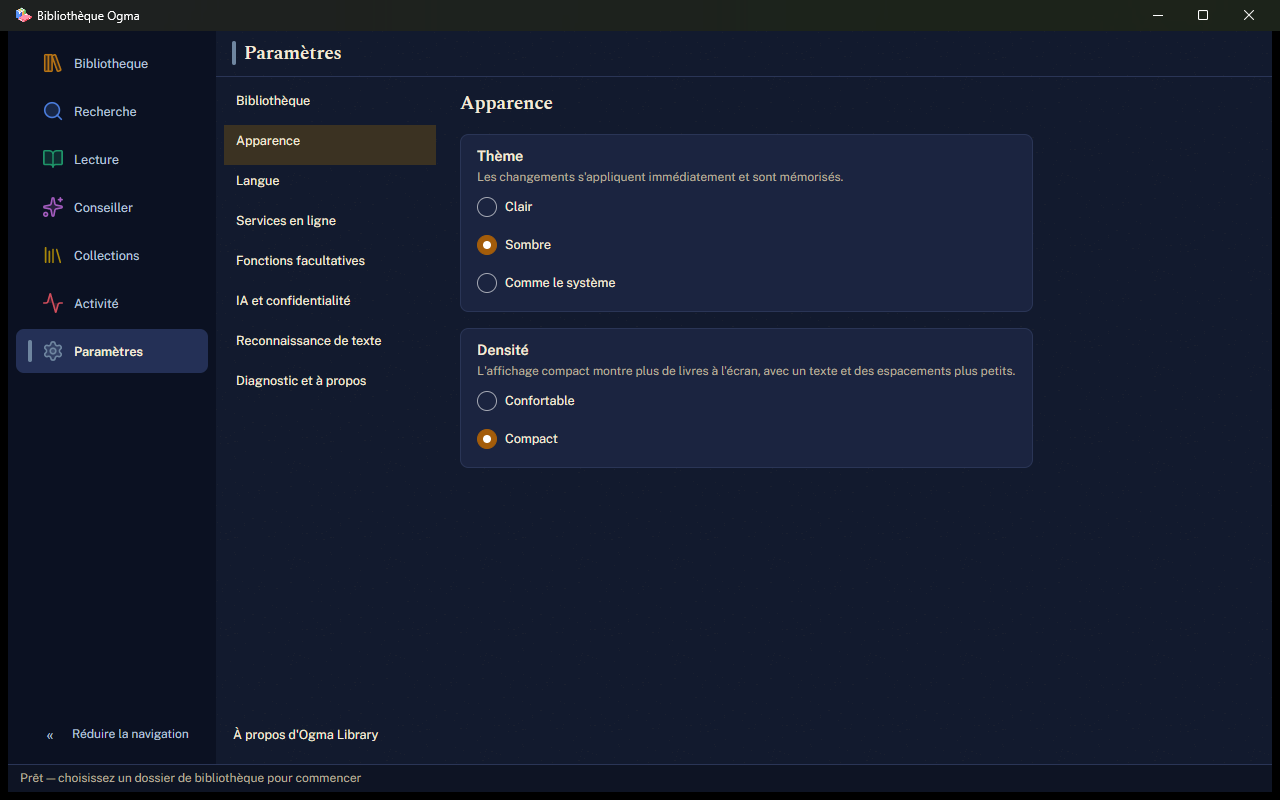 Bibliothèque Ogma
Bibliotheque
Recherche
Lecture
Conseiller
Collections
Activité
Paramètres
« Réduire la navigation
Paramètres
Bibliothèque
Apparence
Langue
Services en ligne
Fonctions facultatives
IA et confidentialité
Reconnaissance de texte
Diagnostic et à propos
À propos d'Ogma Library
Apparence
Thème
Les changements s'appliquent immédiatement et sont mémorisés.
Clair
Sombre
Comme le système
Densité
L'affichage compact montre plus de livres à l'écran, avec un texte et des espacements plus petits.
Confortable
Compact
Prêt — choisissez un dossier de bibliothèque pour commencer